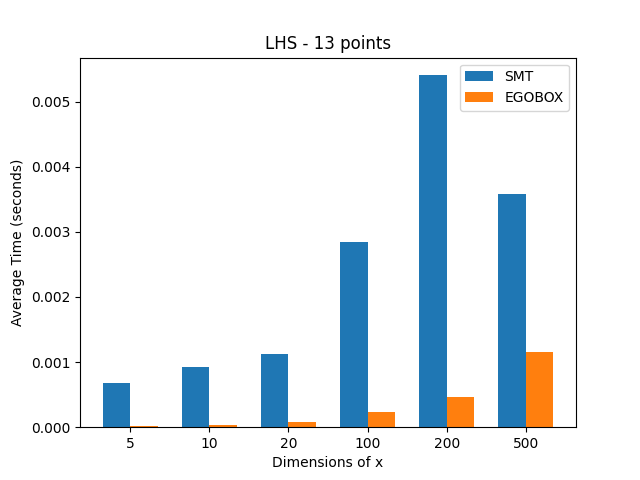 LHS - 13 points
SMT
EGOBOX
Average Time (seconds)
0.005
0.004
0.003
0.002
0.001
0.000
5 10 20 100 200 500
Dimensions of x